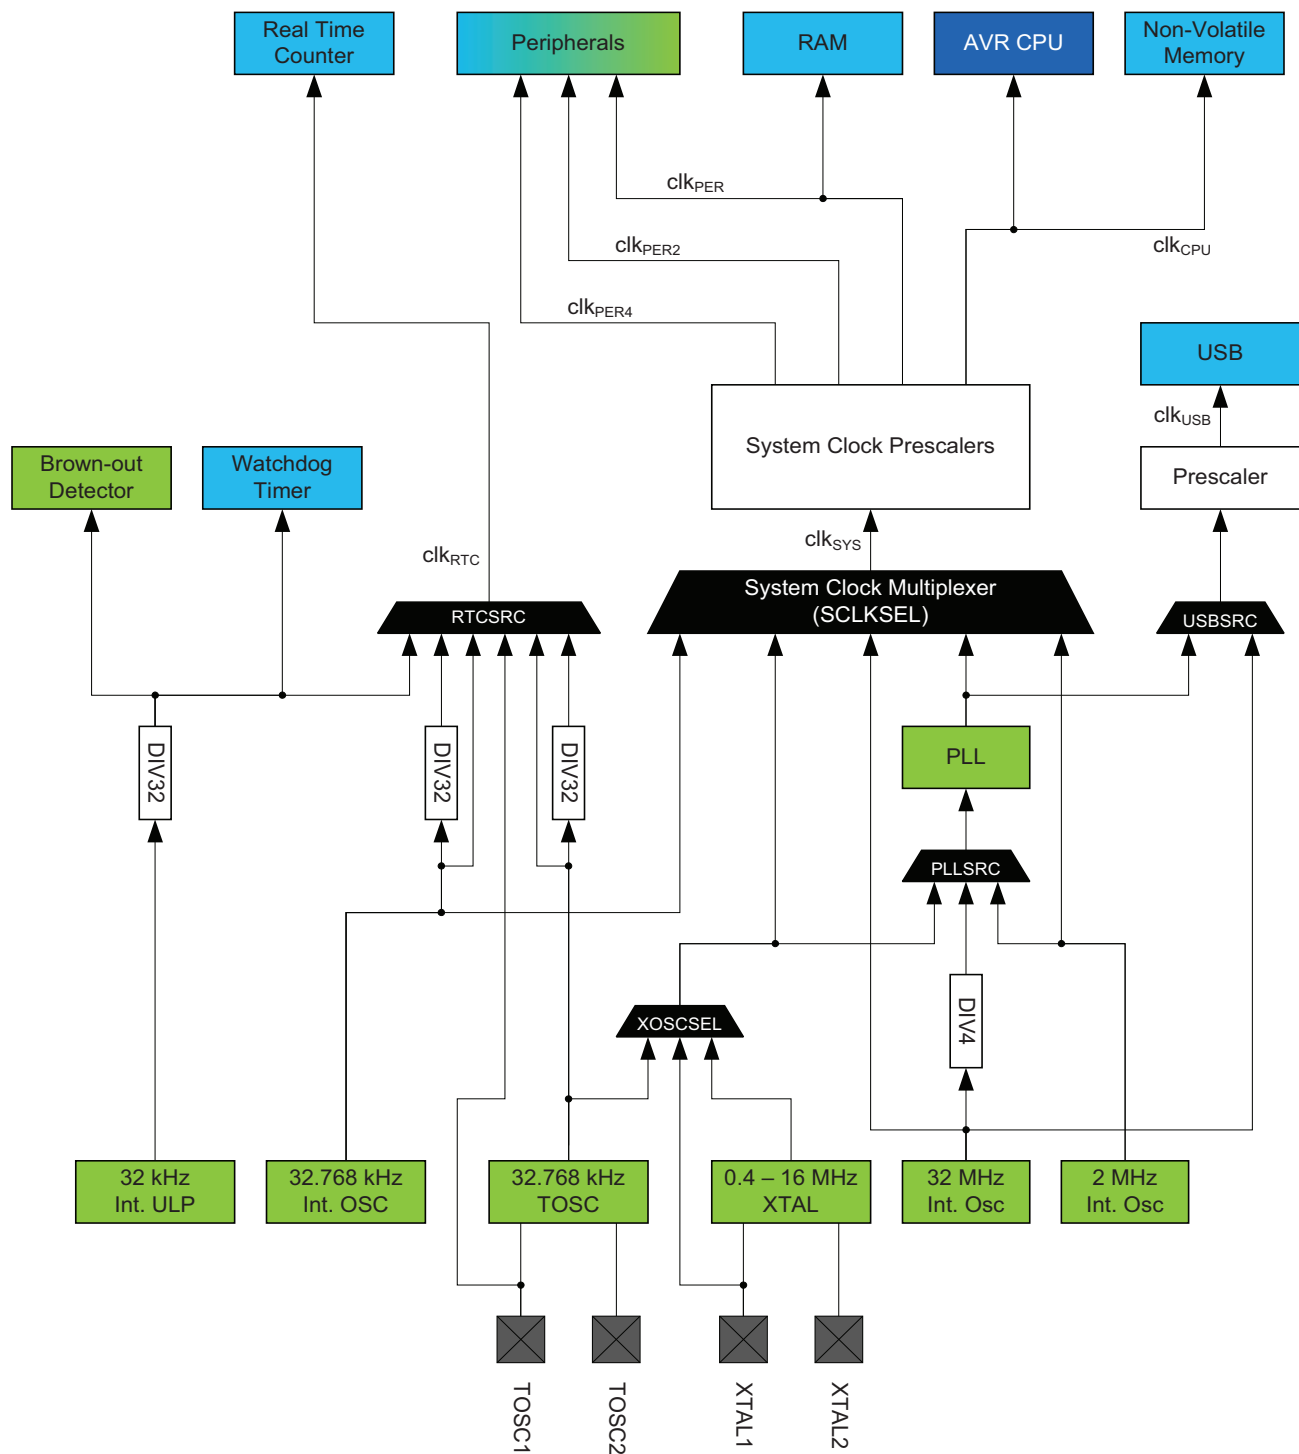 Real Time
Counter
Peripherals
RAM
AVR CPU
Non-Volatile
Memory
clkPER
clkPER2
clkCPU
clkPER4
USB
clkUSB
System Clock Prescalers
Prescaler
Brown-out
Detector
Watchdog
Timer
clkSYS
clkRTC
System Clock Multiplexer
(SCLKSEL)
RTCSRC
USBSRC
DIV32
DIV32
DIV32
PLL
PLLSRC
XOSCSEL
DIV4
32 kHz
Int. ULP
32.768 kHz
Int. OSC
32.768 kHz
TOSC
0.4 – 16 MHz
XTAL
32 MHz
Int. Osc
2 MHz
Int. Osc
TOSC1
TOSC2
XTAL1
XTAL2